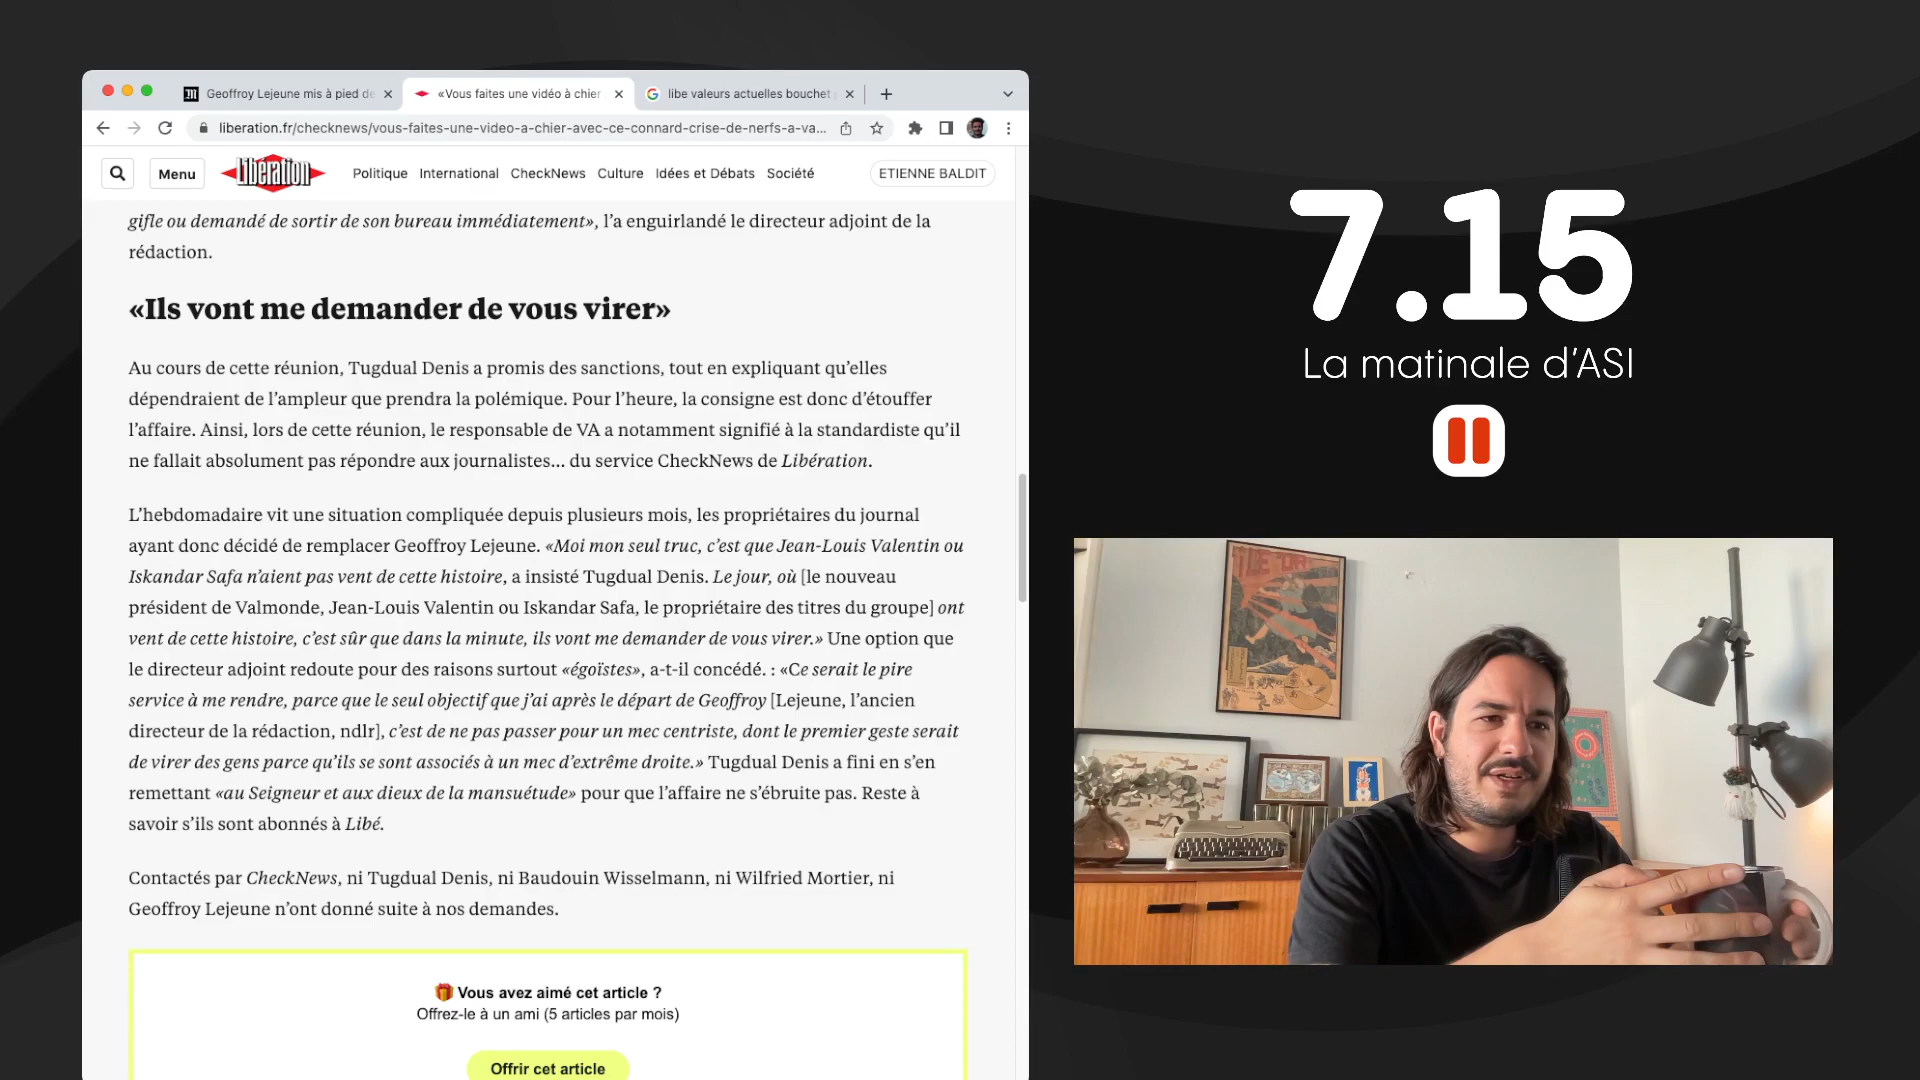 Geoffroy Lejeune mis à pied de
«Vous faites une vidéo à chier
libe valeurs actuelles bouchet
liberation.fr/checknews/vous-faites-une-video-a-chier-avec-ce-connard-crise-de-nerfs-a-va...
Menu
Libération
Politique International CheckNews Culture Idées et Débats Société
ETIENNE BALDIT
gifle ou demandé de sortir de son bureau immédiatement», l’a enguirlandé le directeur adjoint de la
rédaction.
«Ils vont me demander de vous virer»
Au cours de cette réunion, Tugdual Denis a promis des sanctions, tout en expliquant qu’elles
dépendraient de l’ampleur que prendra la polémique. Pour l’heure, la consigne est donc d’étouffer
l’affaire. Ainsi, lors de cette réunion, le responsable de VA a notamment signifié à la standardiste qu’il
ne fallait absolument pas répondre aux journalistes… du service CheckNews de Libération.
L’hebdomadaire vit une situation compliquée depuis plusieurs mois, les propriétaires du journal
ayant donc décidé de remplacer Geoffroy Lejeune. «Moi mon seul truc, c’est que Jean-Louis Valentin ou
Iskandar Safa n’aient pas vent de cette histoire, a insisté Tugdual Denis. Le jour, où [le nouveau
président de Valmonde, Jean-Louis Valentin ou Iskandar Safa, le propriétaire des titres du groupe] ont
vent de cette histoire, c’est sûr que dans la minute, ils vont me demander de vous virer.» Une option que
le directeur adjoint redoute pour des raisons surtout «égoïstes», a-t-il concédé. : «Ce serait le pire
service à me rendre, parce que le seul objectif que j’ai après le départ de Geoffroy [Lejeune, l’ancien
directeur de la rédaction, ndlr], c’est de ne pas passer pour un mec centriste, dont le premier geste serait
de virer des gens parce qu’ils se sont associés à un mec d’extrême droite.» Tugdual Denis a fini en s’en
remettant «au Seigneur et aux dieux de la mansuétude» pour que l’affaire ne s’ébruite pas. Reste à
savoir s’ils sont abonnés à Libé.
Contactés par CheckNews, ni Tugdual Denis, ni Baudouin Wisselmann, ni Wilfried Mortier, ni
Geoffroy Lejeune n’ont donné suite à nos demandes.
Vous avez aimé cet article ?
Offrez-le à un ami (5 articles par mois)
Offrir cet article
7.15
La matinale d’ASI